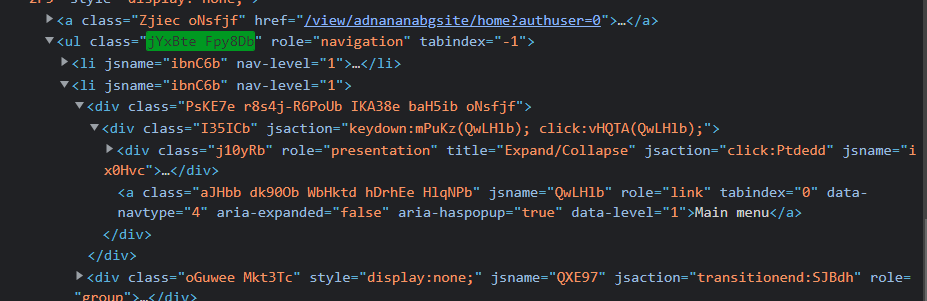 2F9" style="display: none;">
<a class="Zjiec oNsfjf" href="/view/adnananabgsite/home?authuser=0">…</a>
<ul class="jYxBte Fpy8Db" role="navigation" tabindex="-1">
<li jsname="ibnC6b" nav-level="1">…</li>
<li jsname="ibnC6b" nav-level="1">
<div class="PsKE7e r8s4j-R6PoUb IKA38e baH5ib oNsfjf">
<div class="I35ICb" jsaction="keydown:mPuKz(QwLHlb); click:vHQTA(QwLHlb);">
<div class="j10yRb" role="presentation" title="Expand/Collapse" jsaction="click:Ptdedd" jsname="i
x0Hvc">…</div>
<a class="aJHbb dk90Ob WbHktd hDrhEe HlqNPb" jsname="QwLHlb" role="link" tabindex="0" data-
navtype="4" aria-expanded="false" aria-haspopup="true" data-level="1">Main menu</a>
</div>
</div>
<div class="oGuwee Mkt3Tc" style="display:none;" jsname="QXE97" jsaction="transitionend:SJBdh" role=
"group">…</div>